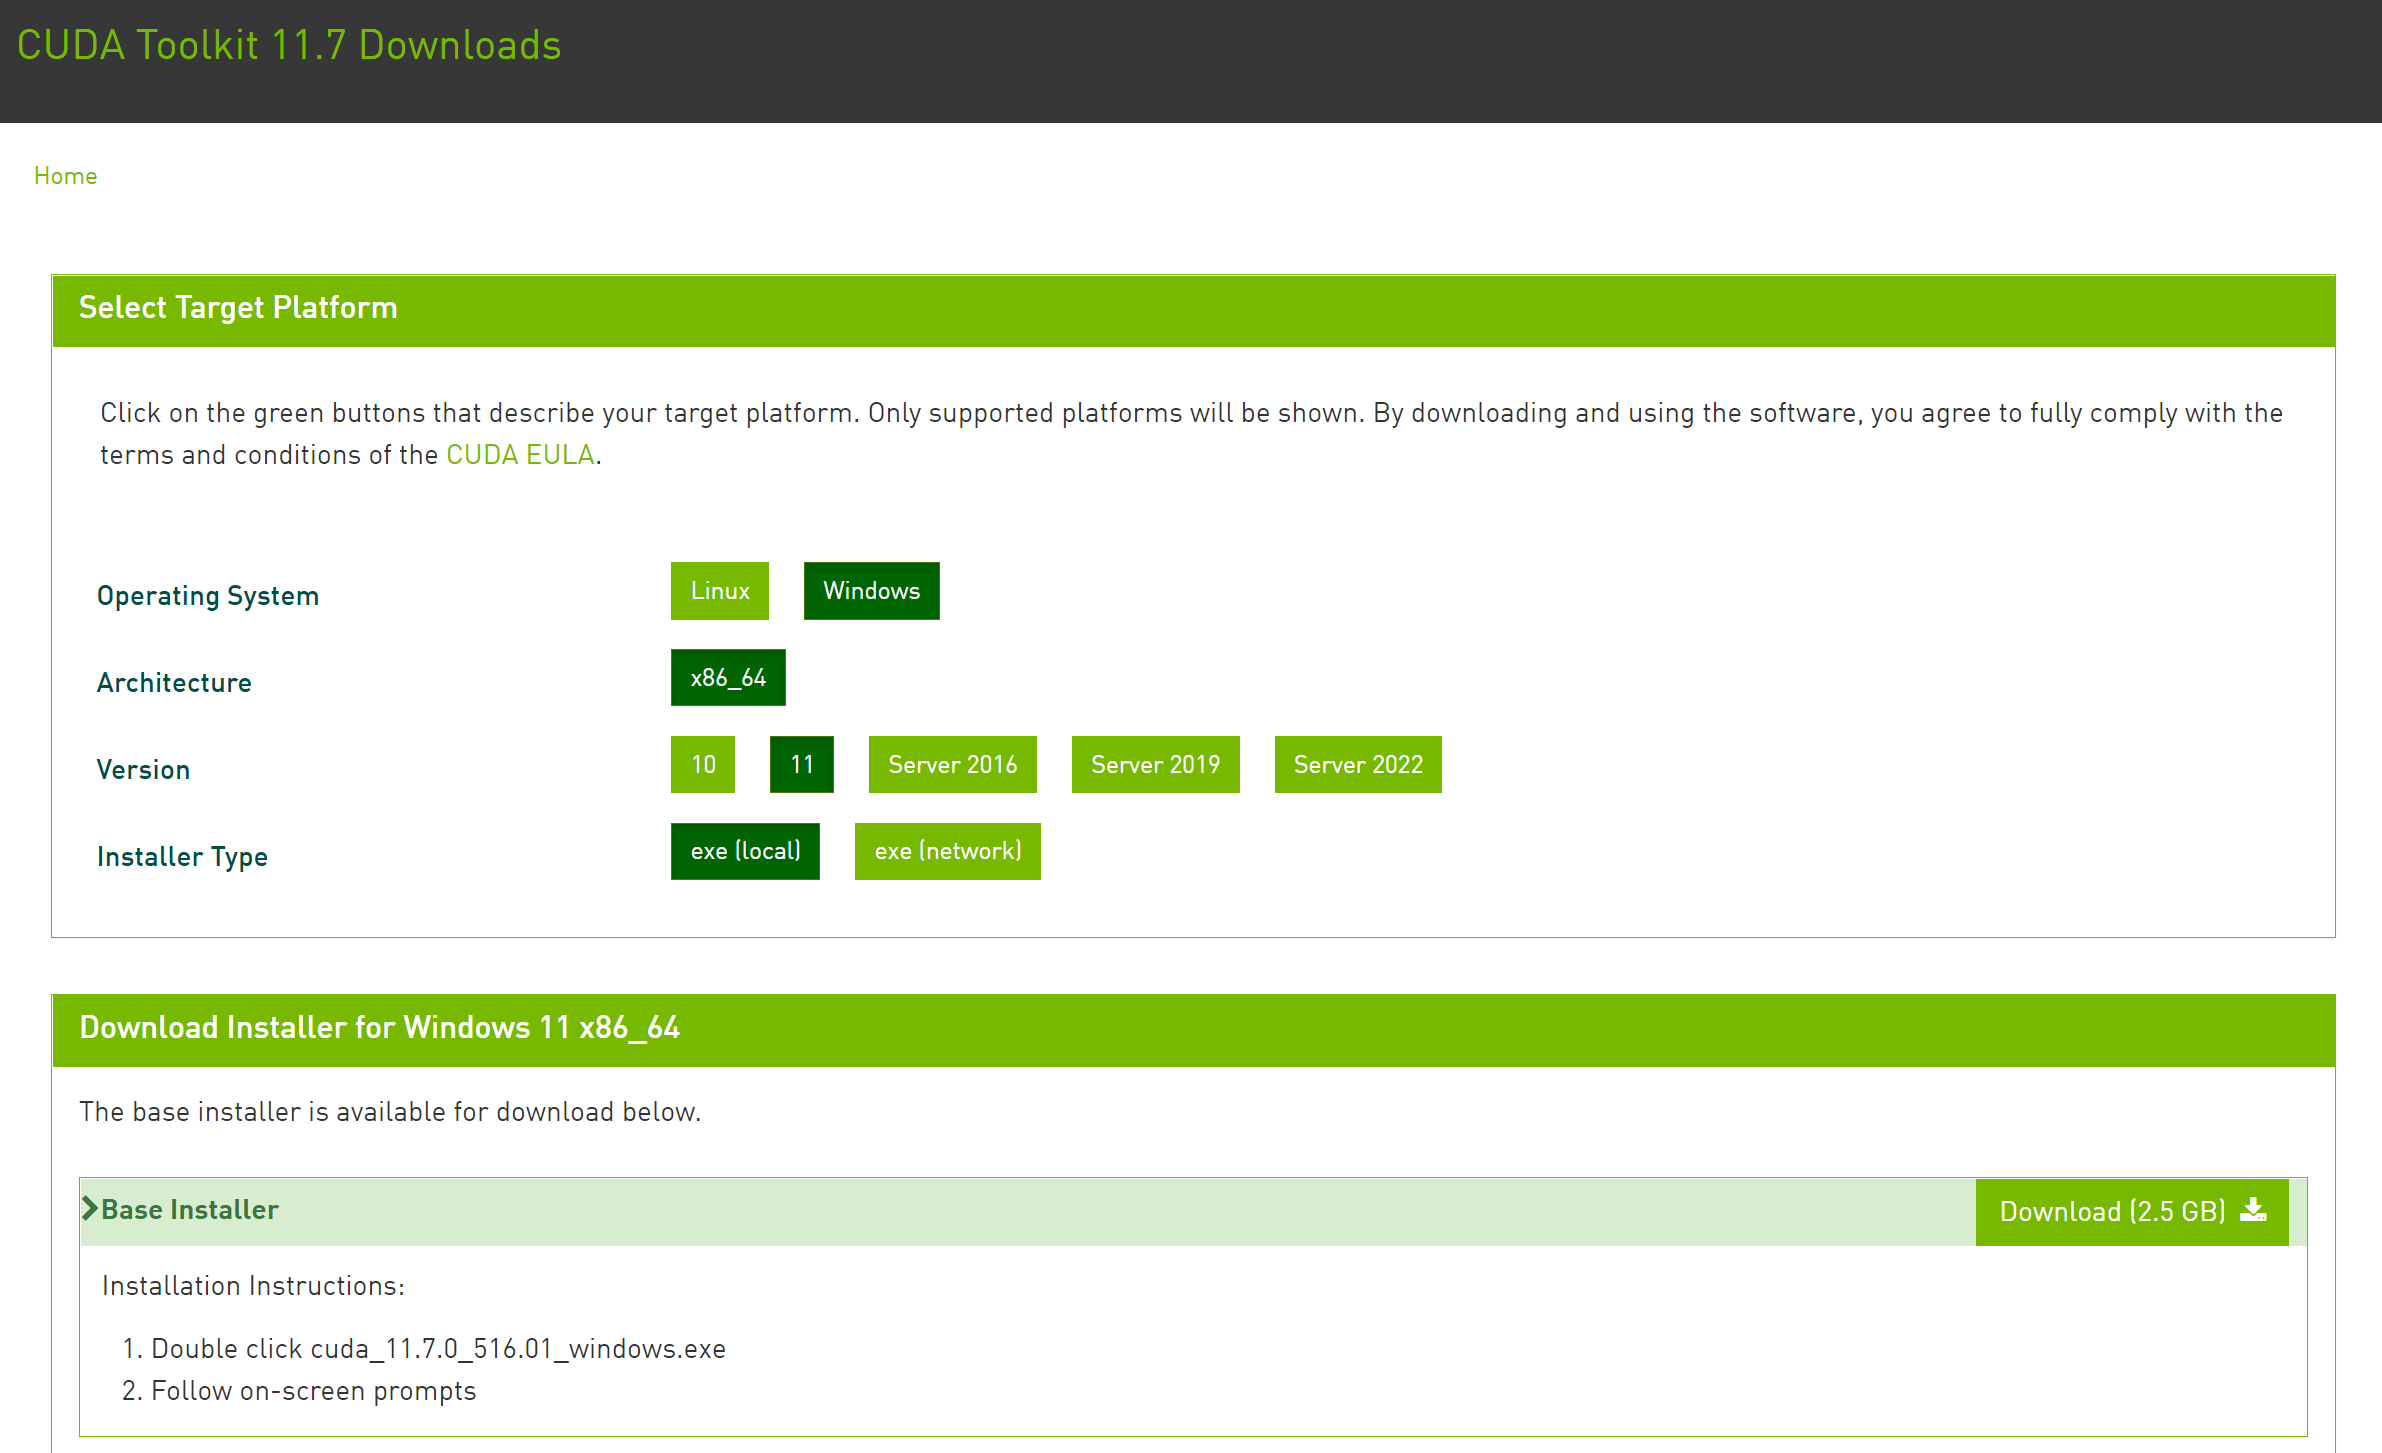 CUDA Toolkit 11.7 Downloads
Home
Select Target Platform
Click on the green buttons that describe your target platform. Only supported platforms will be shown. By downloading and using the software, you agree to fully comply with the
terms and conditions of the CUDA EULA.
Operating System Linux Windows
Architecture x86_64
Version 10 11 Server 2016 Server 2019 Server 2022
Installer Type exe (local) exe (network)
Download Installer for Windows 11 x86_64
The base installer is available for download below.
Base Installer Download (2.5 GB)
Installation Instructions:
1. Double click cuda_11.7.0_516.01_windows.exe
2. Follow on-screen prompts